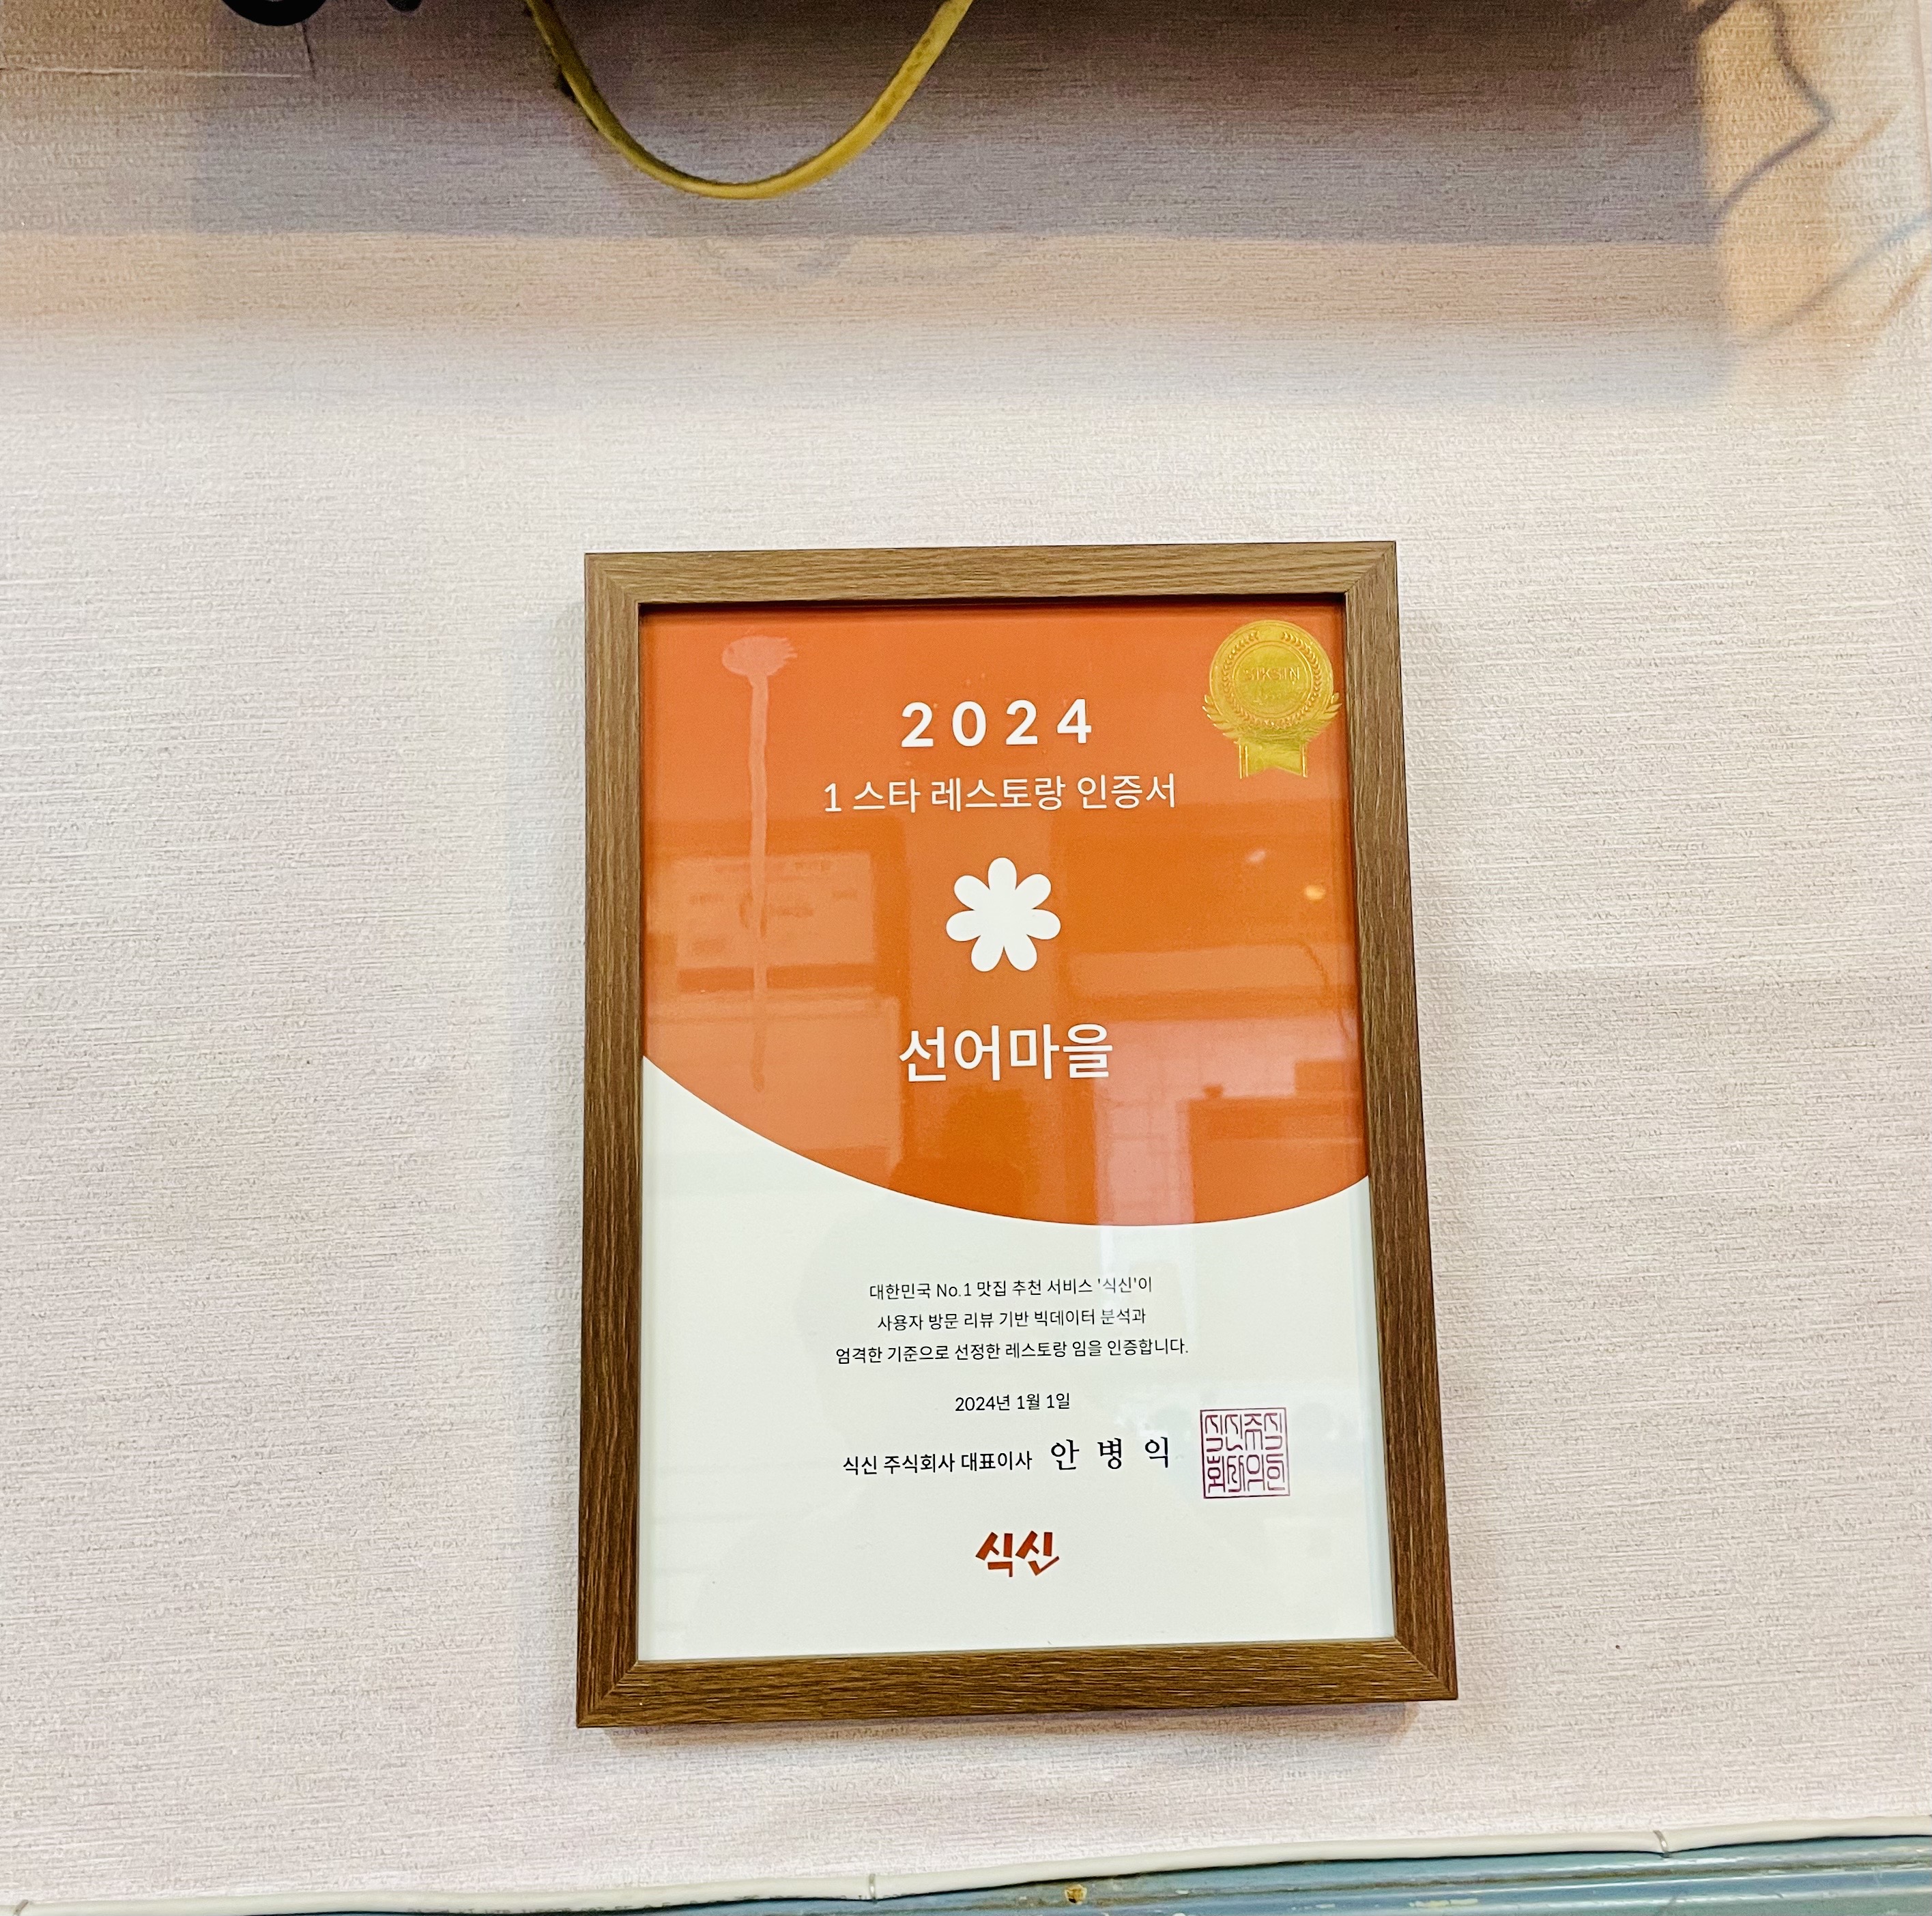 SIKSIN
2024
1 스타 레스토랑 인증서
선어마을
대한민국 No.1 맛집 추천 서비스 '식신'이
사용자 방문 리뷰 기반 빅데이터 분석과
엄격한 기준으로 선정한 레스토랑 임을 인증합니다.
2024년 1월 1일
식신 주식회사 대표이사 안 병 익
식신